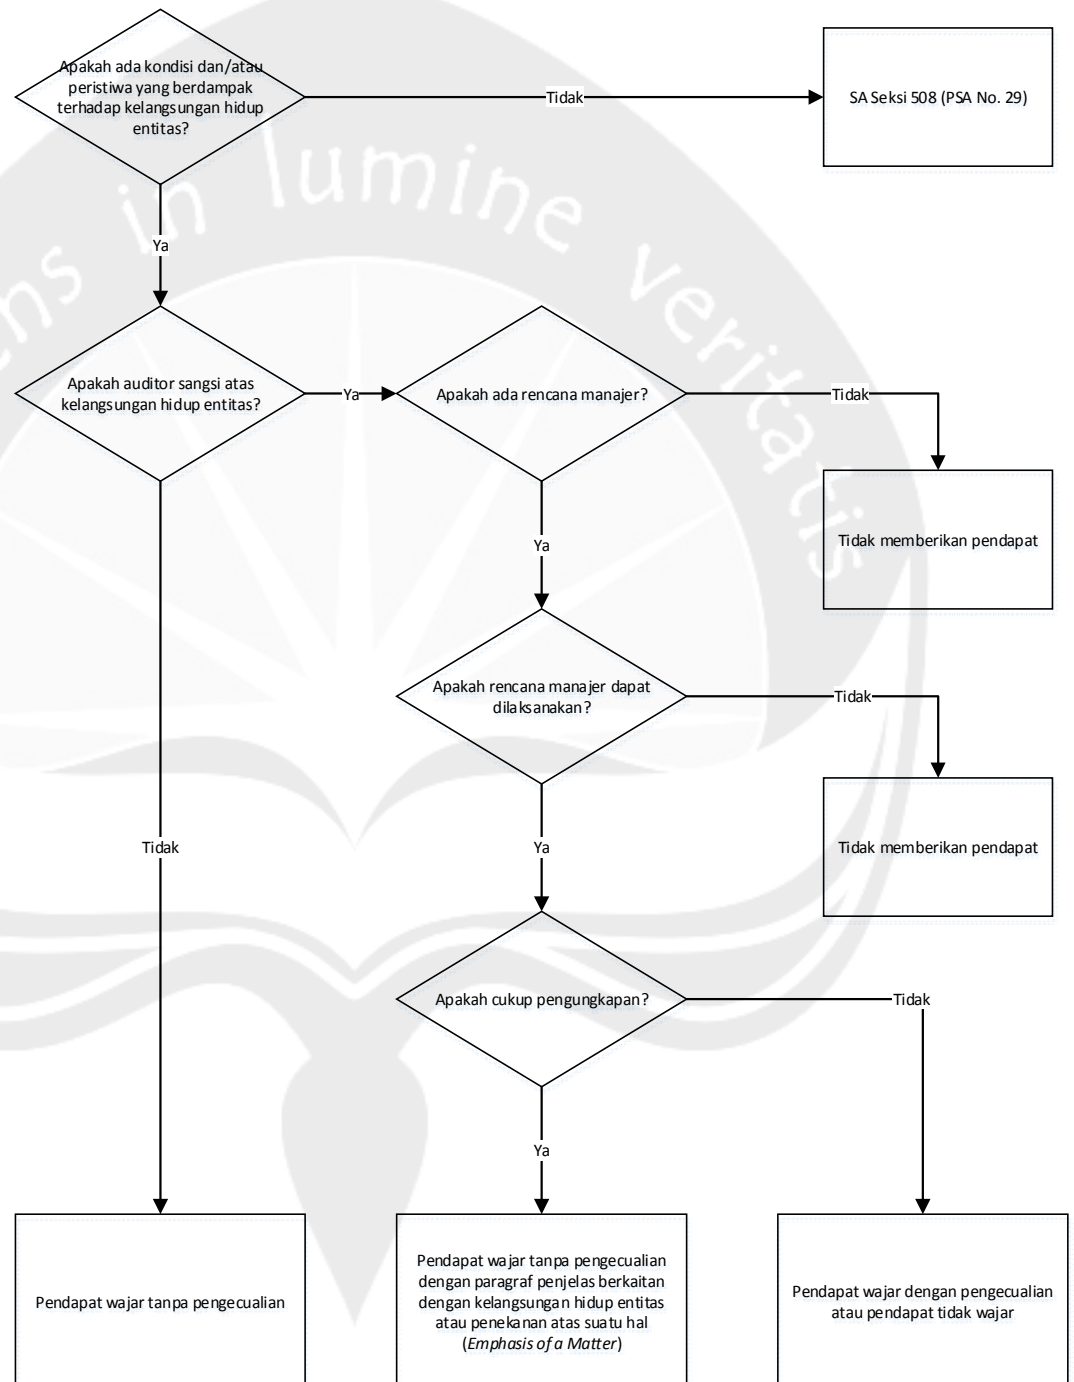 Apakah ada kondisi dan/atau
peristiwa yang berdampak
terhadap kelangsungan hidup
entitas?
Tidak
SA Seksi 508 (PSA No. 29)
in lumine veritatis
Ya
Apakah auditor sangsi atas
kelangsungan hidup entitas?
Ya
Apakah ada rencana manajer?
Tidak
Tidak memberikan pendapat
Ya
Apakah rencana manajer dapat
dilaksanakan?
Tidak
Tidak memberikan pendapat
Tidak
Ya
Apakah cukup pengungkapan?
Tidak
Ya
Pendapat wajar tanpa pengecualian
Pendapat wajar tanpa pengecualian
dengan paragraf penjelas berkaitan
dengan kelangsungan hidup entitas
atau penekanan atas suatu hal
(Emphasis of a Matter)
Pendapat wajar dengan pengecualian
atau pendapat tidak wajar